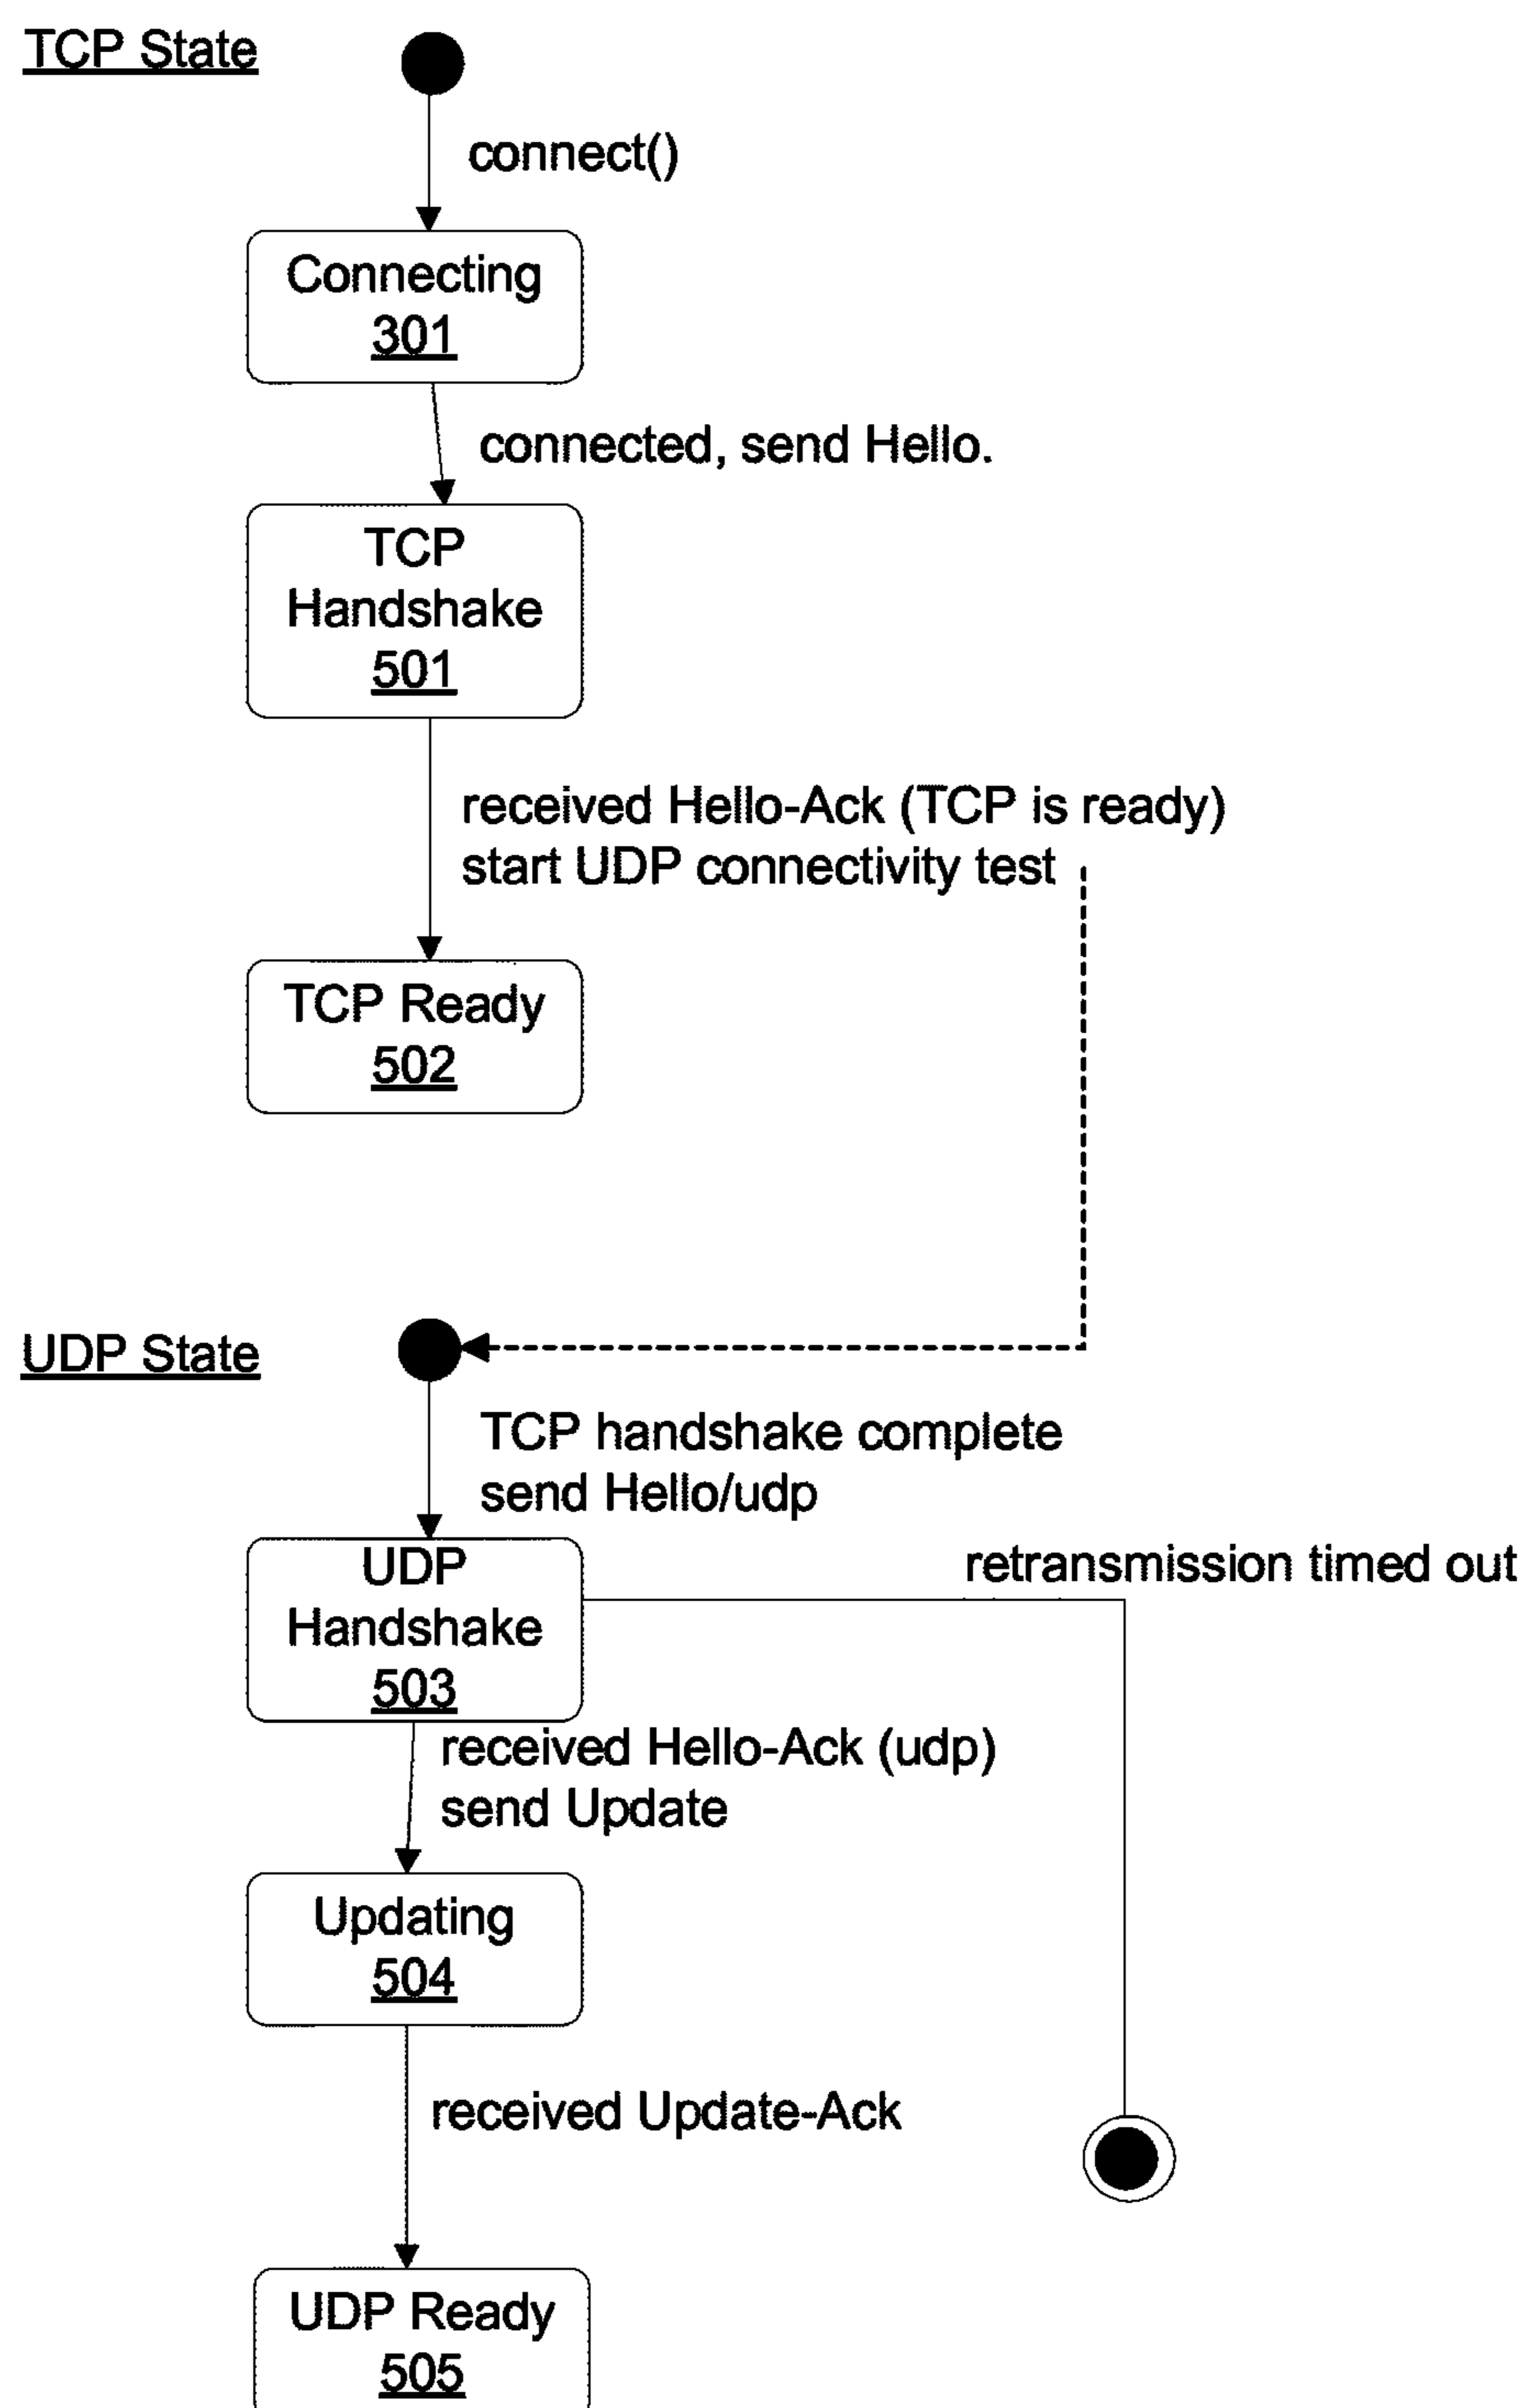 TCP State
connect()
Connecting
301
connected, send Hello.
TCP
Handshake
501
received Hello-Ack (TCP is ready)
start UDP connectivity test
TCP Ready
502
UDP State
TCP handshake complete
send Hello/udp
UDP
Handshake
503
retransmission timed out
received Hello-Ack (udp)
send Update
Updating
504
received Update-Ack
UDP Ready
505